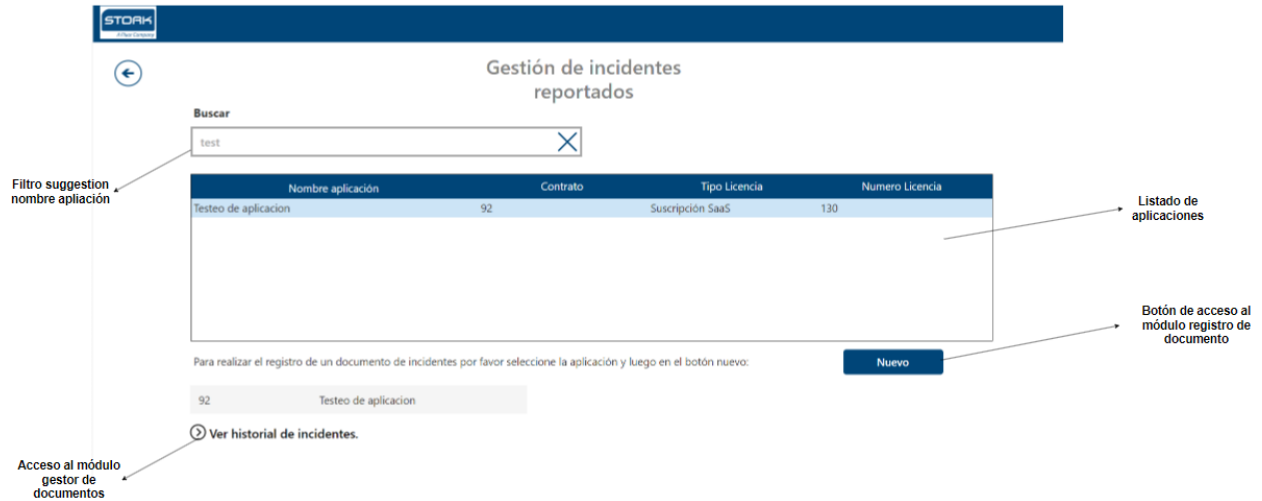 STORK
A Fluor Company
Gestión de incidentes
reportados
Buscar
test
Filtro suggestion
nombre apliación
Nombre aplicación Contrato Tipo Licencia Numero Licencia
Testeo de aplicacion 92 Suscripción SaaS 130
Listado de
aplicaciones
Botón de acceso al
módulo registro de
documento
Para realizar el registro de un documento de incidentes por favor seleccione la aplicación y luego en el botón nuevo:
Nuevo
92 Testeo de aplicacion
Ver historial de incidentes.
Acceso al módulo
gestor de
documentos